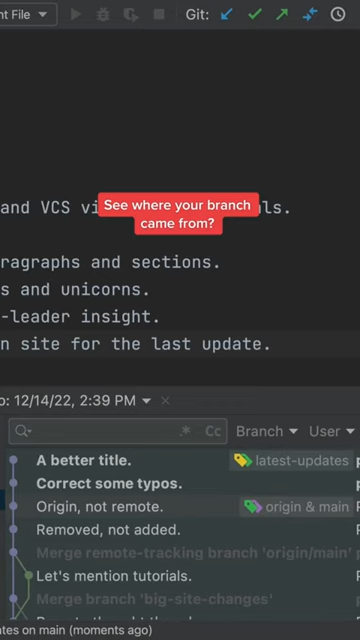 nt File
Git:
and VCS vi
ls.
See where your branch
came from?
ragraphs and sections.
s and unicorns.
-leader insight.
n site for the last update.
o: 12/14/22, 2:39 PM
.* Cc Branch User
A better title. latest-updates
Correct some typos.
Origin, not remote. origin & main
Removed, not added.
Merge remote-tracking branch 'origin/main'
Let's mention tutorials.
Merge branch 'big-site-changes'
ates on main (moments ago)